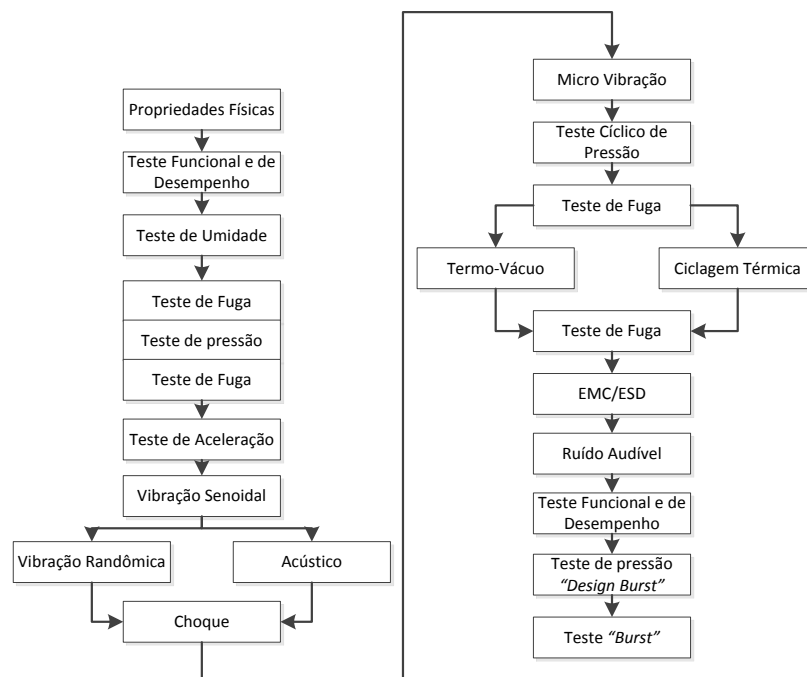 Propriedades Físicas
Teste Funcional e de
Desempenho
Teste de Umidade
Teste de Fuga
Teste de pressão
Teste de Fuga
Teste de Aceleração
Vibração Senoidal
Vibração Randômica
Acústico
Choque
Micro Vibração
Teste Cíclico de
Pressão
Teste de Fuga
Termo-Vácuo
Ciclagem Térmica
Teste de Fuga
EMC/ESD
Ruído Audível
Teste Funcional e de
Desempenho
Teste de pressão
“Design Burst”
Teste “Burst”